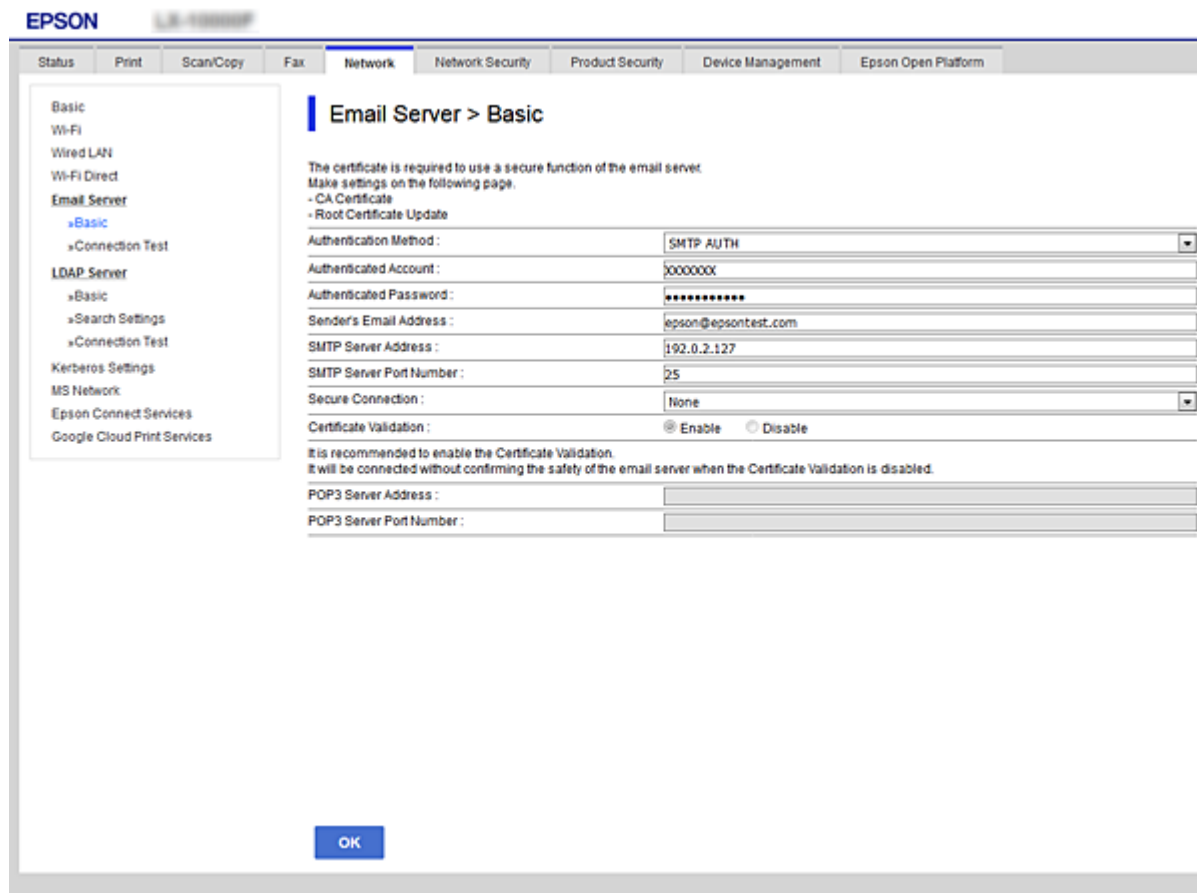 EPSON
Status Print Scan/Copy Fax Network Network Security Product Security Device Management Epson Open Platform
Basic
Wi-Fi
Wired LAN
Wi-Fi Direct
Email Server
»Basic
»Connection Test
LDAP Server
»Basic
»Search Settings
»Connection Test
Kerberos Settings
MS Network
Epson Connect Services
Google Cloud Print Services
Email Server > Basic
The certificate is required to use a secure function of the email server.
Make settings on the following page.
- CA Certificate
- Root Certificate Update
Authentication Method : SMTP AUTH
Authenticated Account : XXXXXXX
Authenticated Password : •••••••••••
Sender's Email Address : epson@epsontest.com
SMTP Server Address : 192.0.2.127
SMTP Server Port Number : 25
Secure Connection : None
Certificate Validation : Enable Disable
It is recommended to enable the Certificate Validation.
It will be connected without confirming the safety of the email server when the Certificate Validation is disabled.
POP3 Server Address :
POP3 Server Port Number :
OK